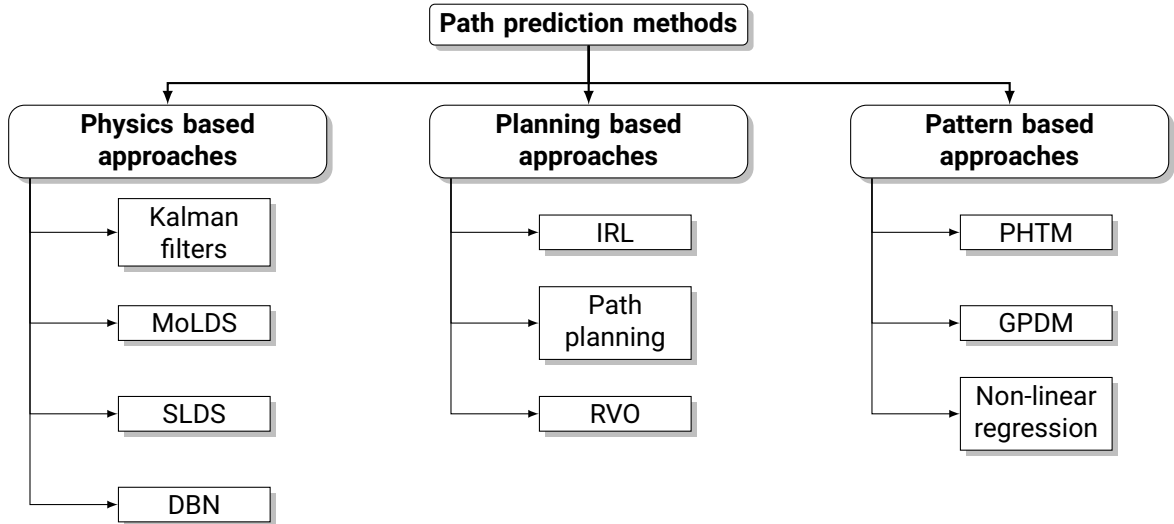 Path prediction methods
Physics based
approaches
Kalman
filters
MoLDS
SLDS
DBN
Planning based
approaches
IRL
Path
planning
RVO
Pattern based
approaches
PHTM
GPDM
Non-linear
regression